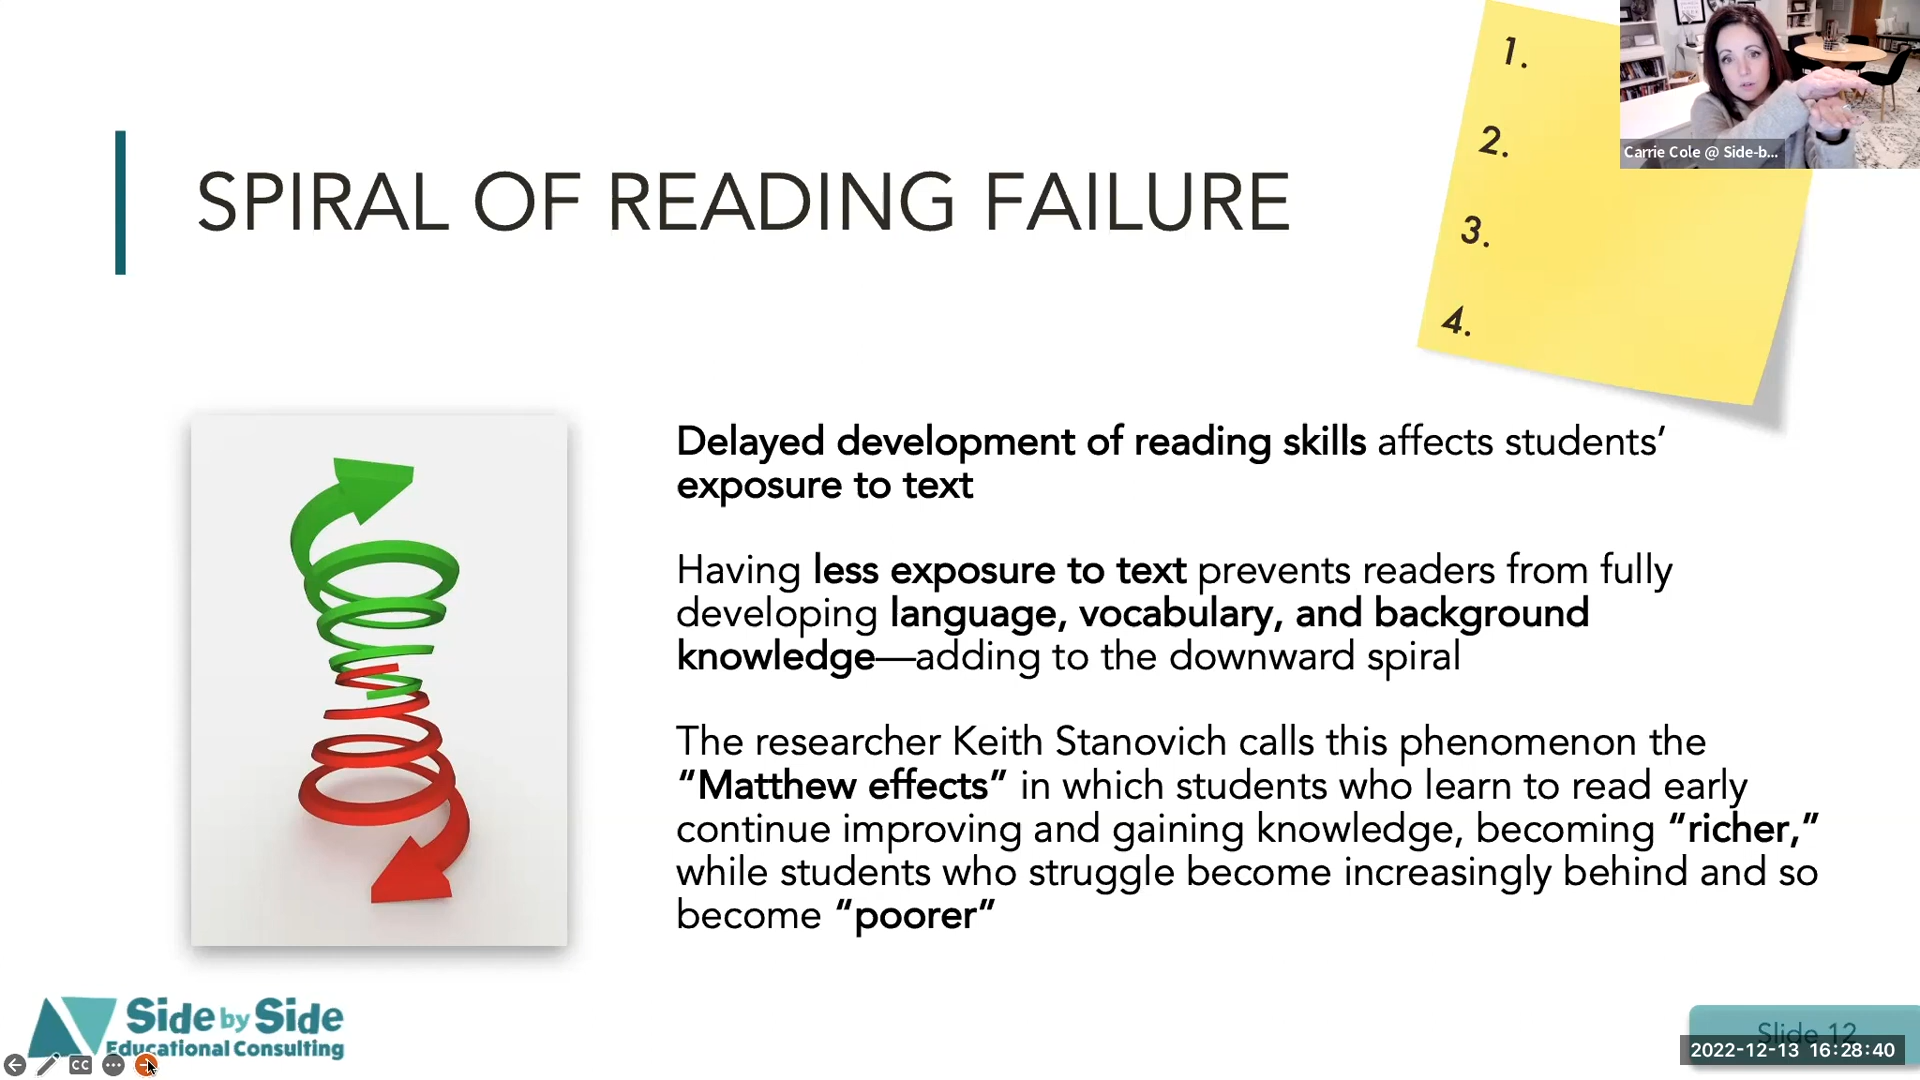 1.
2.
3.
4.
Carrie Cole @ Side-b...
SPIRAL OF READING FAILURE
Delayed development of reading skills affects students’
exposure to text
Having less exposure to text prevents readers from fully
developing language, vocabulary, and background
knowledge—adding to the downward spiral
The researcher Keith Stanovich calls this phenomenon the
“Matthew effects” in which students who learn to read early
continue improving and gaining knowledge, becoming “richer,”
while students who struggle become increasingly behind and so
become “poorer”
Side by Side
Educational Consulting
CC
Slide 12
2022-12-13 16:28:40